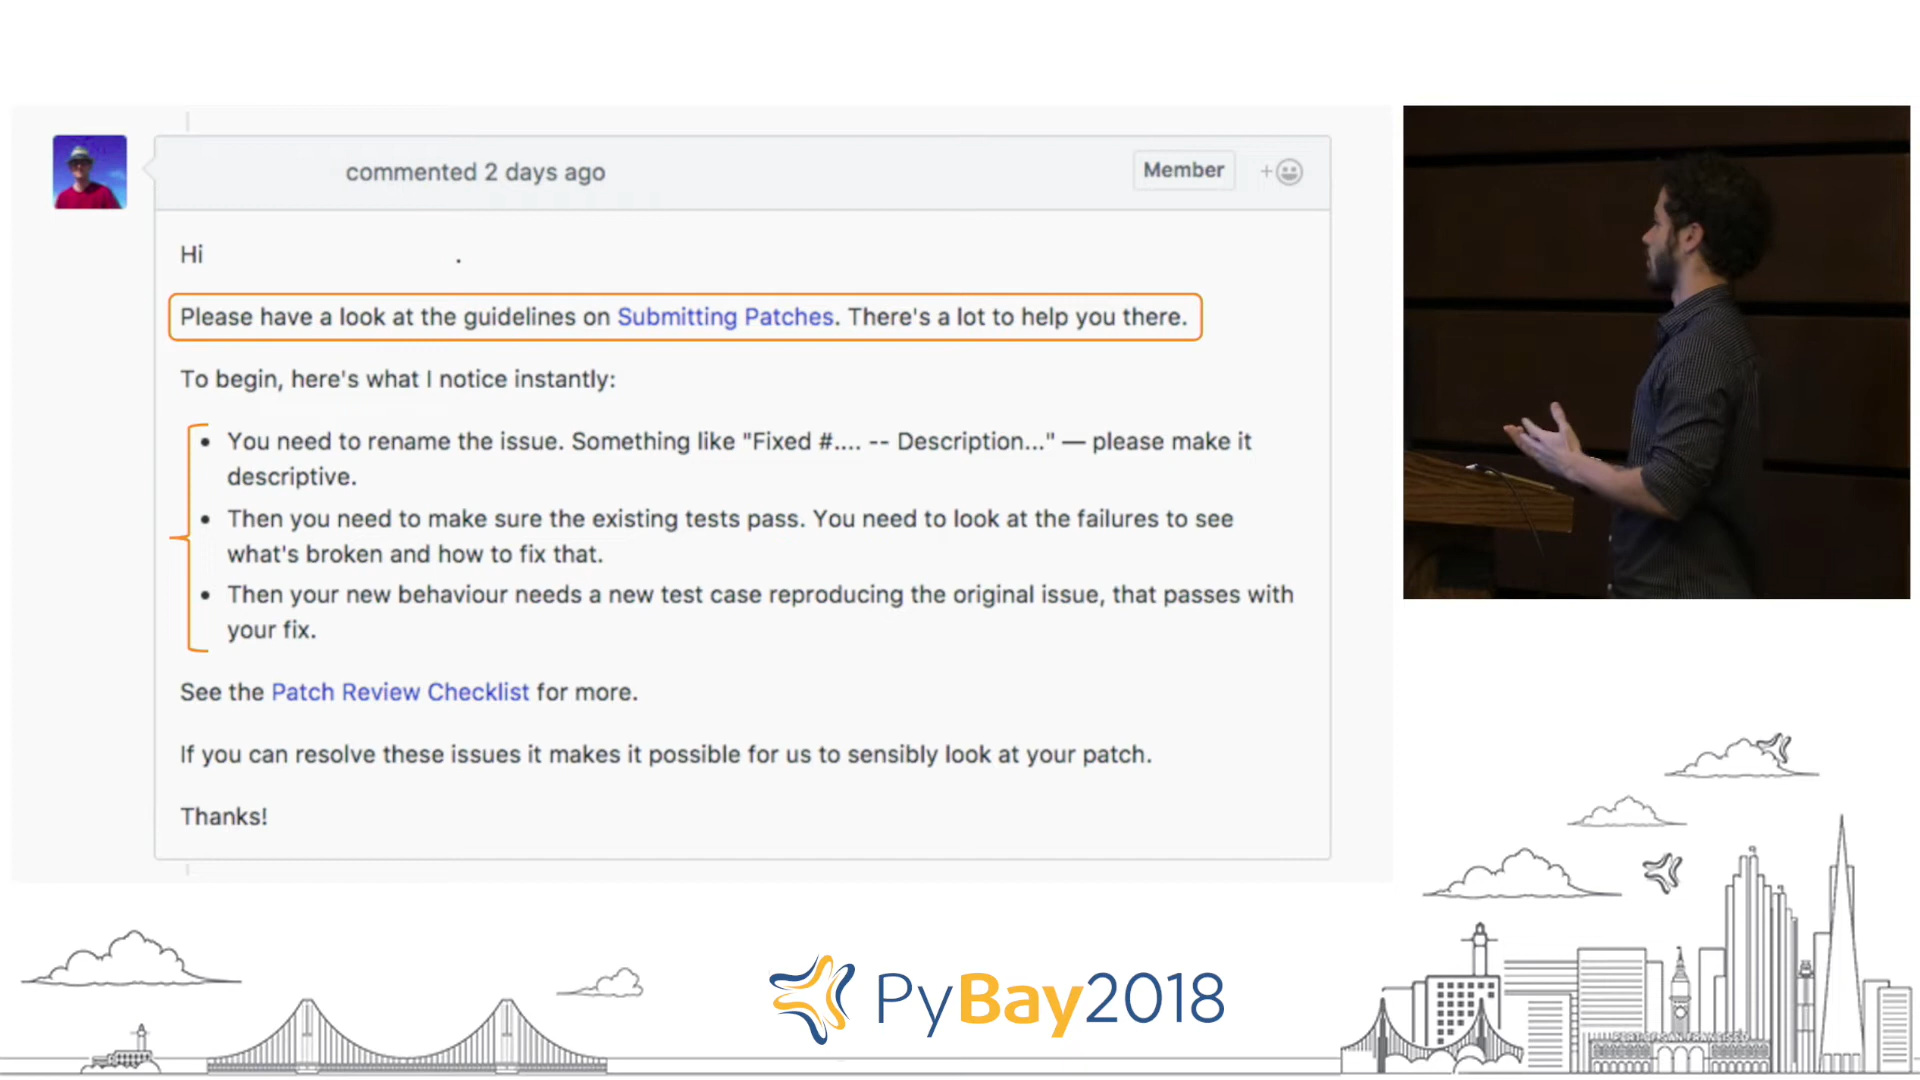 commented 2 days ago
Member
Hi .
Please have a look at the guidelines on Submitting Patches. There's a lot to help you there.
To begin, here's what I notice instantly:
• You need to rename the issue. Something like "Fixed #.... -- Description..." — please make it
descriptive.
• Then you need to make sure the existing tests pass. You need to look at the failures to see
what's broken and how to fix that.
• Then your new behaviour needs a new test case reproducing the original issue, that passes with
your fix.
See the Patch Review Checklist for more.
If you can resolve these issues it makes it possible for us to sensibly look at your patch.
Thanks!
PyBay2018
PORT OF SAN FRANCISCO